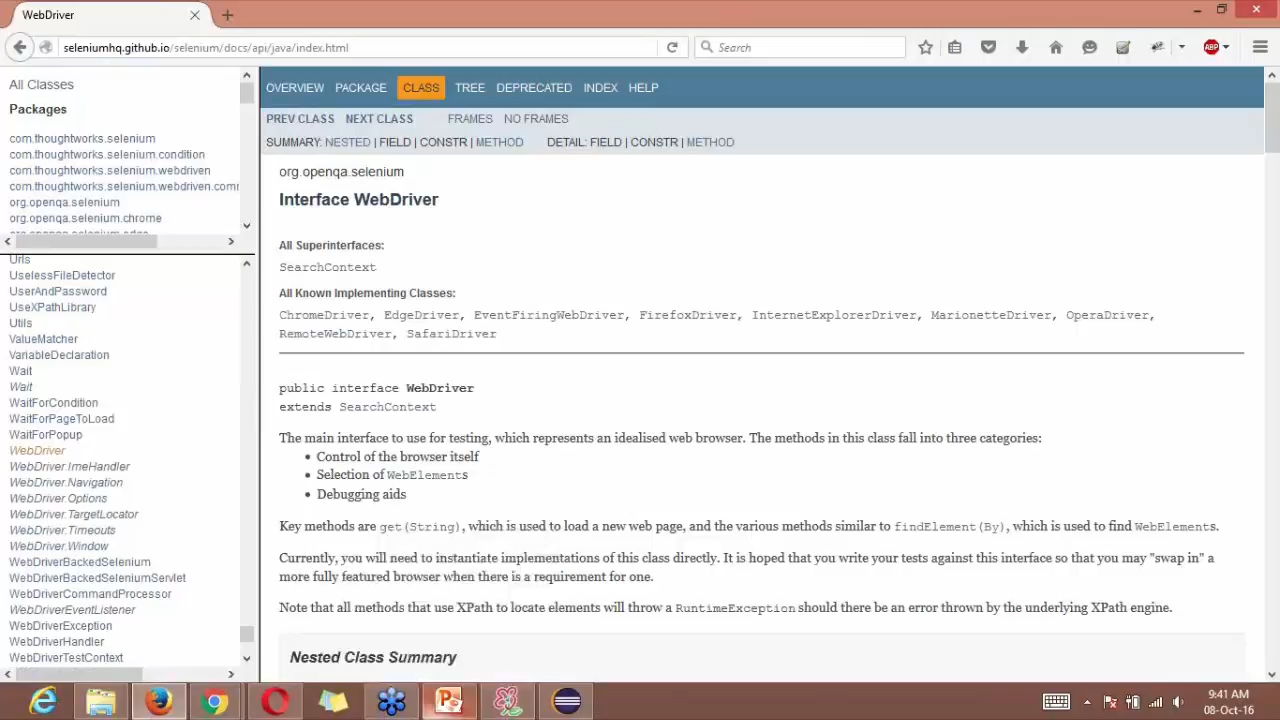 WebDriver
seleniumhq.github.io/selenium/docs/api/java/index.html
Search
ABP
All Classes
Packages
com.thoughtworks.selenium
com.thoughtworks.selenium.condition
com.thoughtworks.selenium.webdriven
com.thoughtworks.selenium.webdriven.comm
org.openqa.selenium
org.openqa.selenium.chrome
org.openqa.selenium.edge
Urls
UselessFileDetector
UserAndPassword
UseXPathLibrary
Utils
ValueMatcher
VariableDeclaration
Wait
Wait
WaitForCondition
WaitForPageToLoad
WaitForPopup
WebDriver
WebDriver.ImeHandler
WebDriver.Navigation
WebDriver.Options
WebDriver.TargetLocator
WebDriver.Timeouts
WebDriver.Window
WebDriverBackedSelenium
WebDriverBackedSeleniumServlet
WebDriverCommandProcessor
WebDriverEventListener
WebDriverException
WebDriverHandler
WebDriverTestContext
OVERVIEW PACKAGE CLASS TREE DEPRECATED INDEX HELP
PREV CLASS NEXT CLASS FRAMES NO FRAMES
SUMMARY: NESTED | FIELD | CONSTR | METHOD DETAIL: FIELD | CONSTR | METHOD
org.openqa.selenium
Interface WebDriver
All Superinterfaces:
SearchContext
All Known Implementing Classes:
ChromeDriver, EdgeDriver, EventFiringWebDriver, FirefoxDriver, InternetExplorerDriver, MarionetteDriver, OperaDriver,
RemoteWebDriver, SafariDriver
public interface WebDriver
extends SearchContext
The main interface to use for testing, which represents an idealised web browser. The methods in this class fall into three categories:
• Control of the browser itself
• Selection of WebElements
• Debugging aids
Key methods are get(String), which is used to load a new web page, and the various methods similar to findElement(By), which is used to find WebElements.
Currently, you will need to instantiate implementations of this class directly. It is hoped that you write your tests against this interface so that you may "swap in" a
more fully featured browser when there is a requirement for one.
Note that all methods that use XPath to locate elements will throw a RuntimeException should there be an error thrown by the underlying XPath engine.
Nested Class Summary
9:41 AM
08-Oct-16